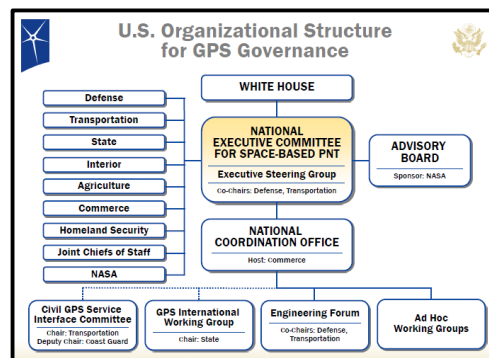 U.S. Organizational Structure
for GPS Governance
WHITE HOUSE
Defense
Transportation
State
Interior
Agriculture
Commerce
Homeland Security
Joint Chiefs of Staff
NASA
NATIONAL
EXECUTIVE COMMITTEE
FOR SPACE-BASED PNT
Executive Steering Group
Co-Chairs: Defense, Transportation
ADVISORY
BOARD
Sponsor: NASA
NATIONAL
COORDINATION OFFICE
Host: Commerce
Civil GPS Service
Interface Committee
Chair: Transportation
Deputy Chair: Coast Guard
GPS International
Working Group
Chair: State
Engineering Forum
Co-Chairs: Defense,
Transportation
Ad Hoc
Working Groups